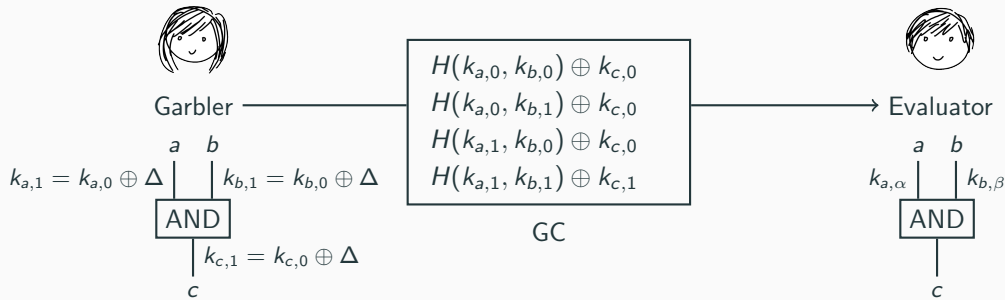 H(k_{a,0}, k_{b,0}) ⊕ k_{c,0}
H(k_{a,0}, k_{b,1}) ⊕ k_{c,0}
H(k_{a,1}, k_{b,0}) ⊕ k_{c,0}
H(k_{a,1}, k_{b,1}) ⊕ k_{c,1}
GC
Garbler
a b
k_{a,1} = k_{a,0} ⊕ Δ
k_{b,1} = k_{b,0} ⊕ Δ
AND
k_{c,1} = k_{c,0} ⊕ Δ
c
Evaluator
a b
k_{a,α}
k_{b,β}
AND
c